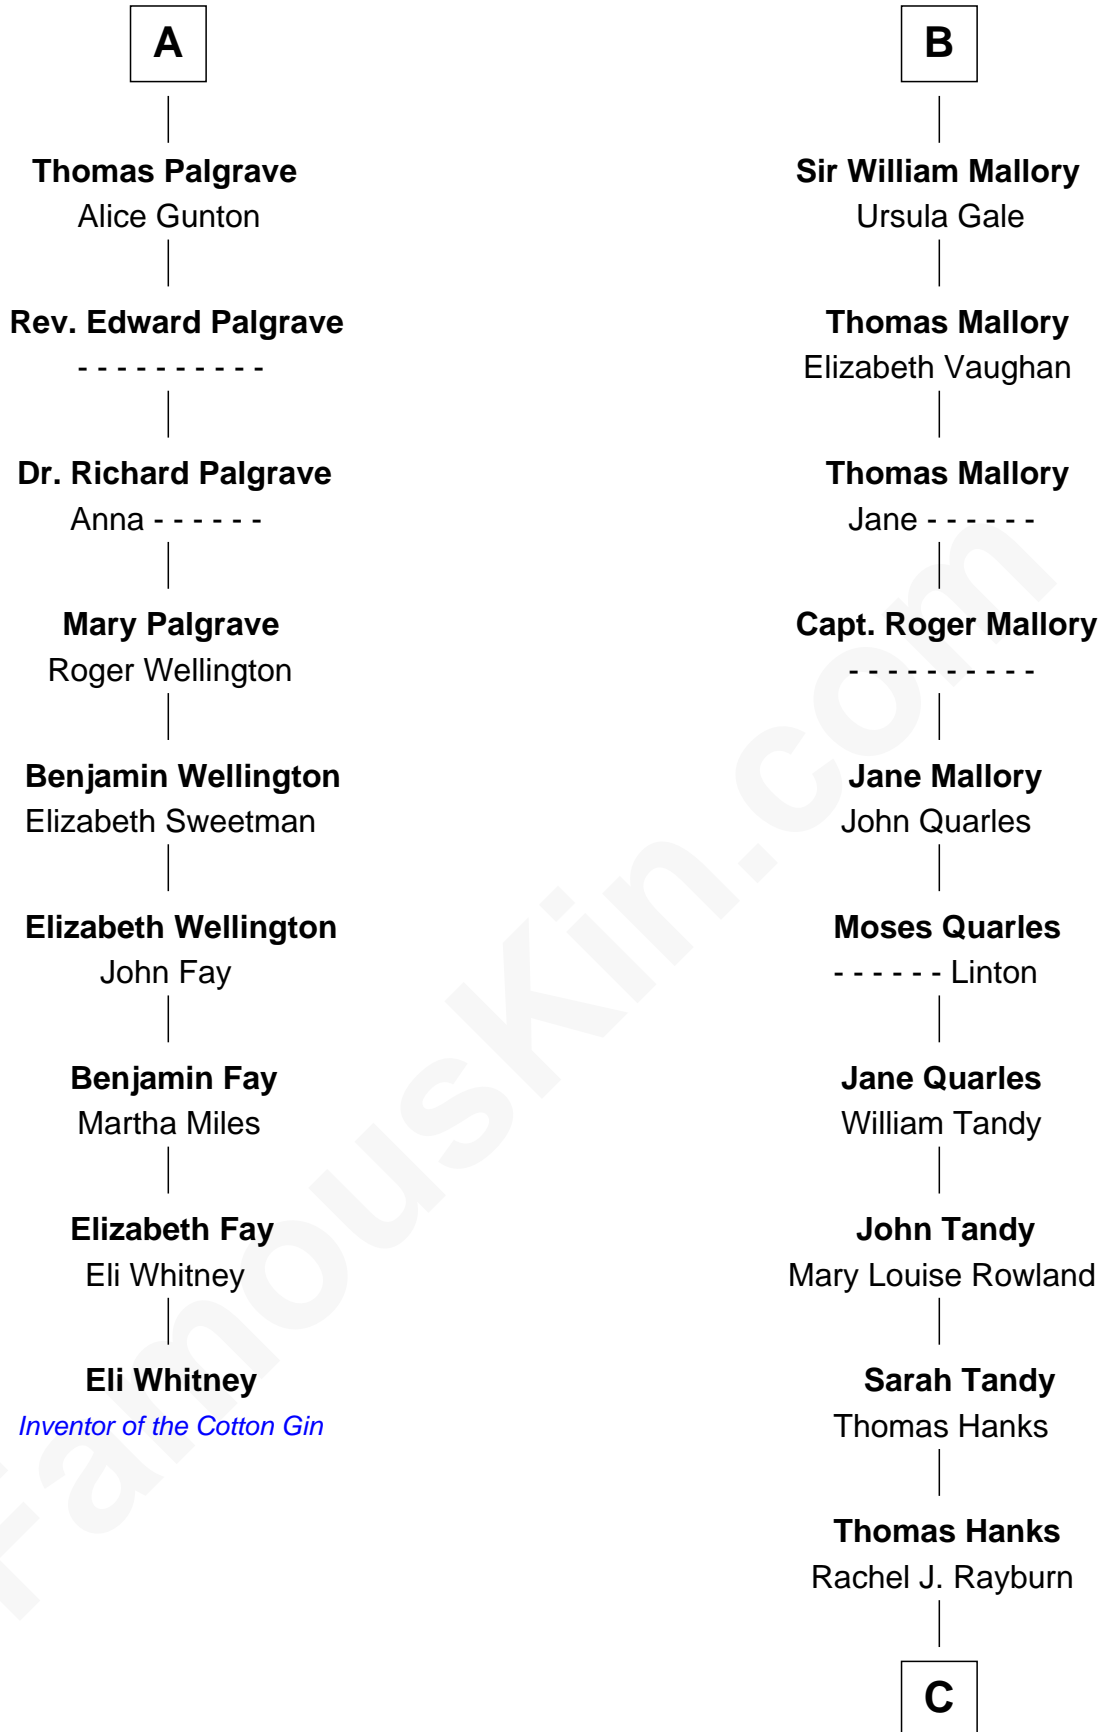 A
Thomas Palgrave
Alice Gunton
Rev. Edward Palgrave
- - - - - - - - - -
Dr. Richard Palgrave
Anna - - - - - -
Mary Palgrave
Roger Wellington
Benjamin Wellington
Elizabeth Sweetman
Elizabeth Wellington
John Fay
Benjamin Fay
Martha Miles
Elizabeth Fay
Eli Whitney
Eli Whitney
Inventor of the Cotton Gin
B
Sir William Mallory
Ursula Gale
Thomas Mallory
Elizabeth Vaughan
Thomas Mallory
Jane - - - - - -
Capt. Roger Mallory
- - - - - - - - - -
Jane Mallory
John Quarles
Moses Quarles
- - - - - - Linton
Jane Quarles
William Tandy
John Tandy
Mary Louise Rowland
Sarah Tandy
Thomas Hanks
Thomas Hanks
Rachel J. Rayburn
C
FamousKin.com